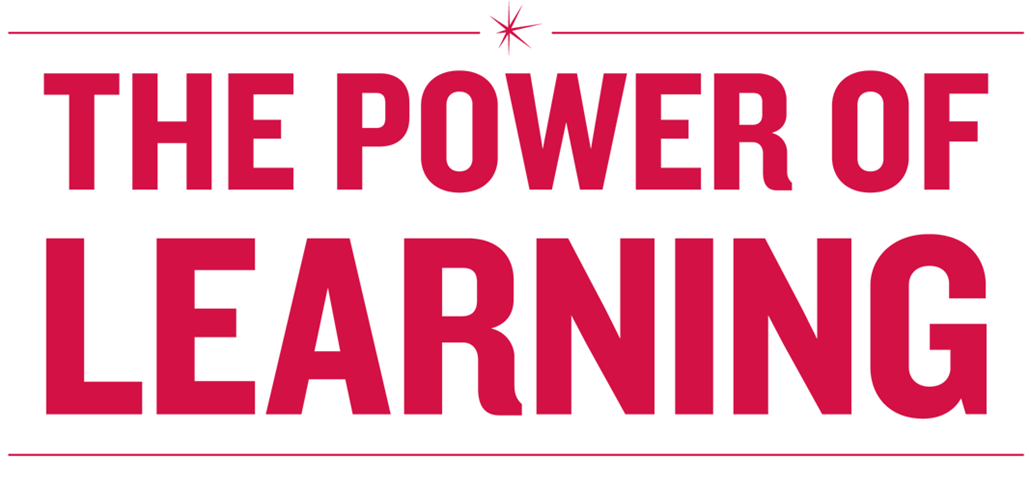 THE POWER OF
LEARNING